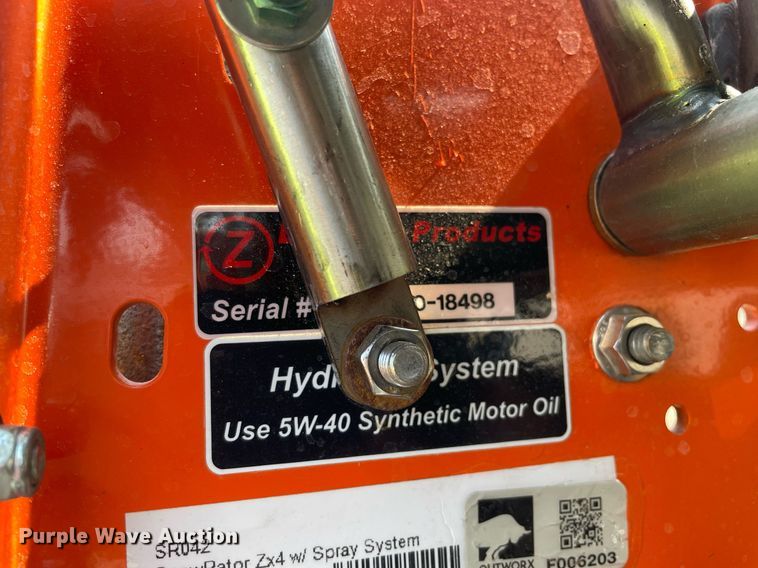 Z Products
Serial # 0-18498
System
Use 5W-40 Synthetic Motor Oil
SR042
Zx4 w/ Spray System
OUTWORX
F006203
Purple Wave Auction